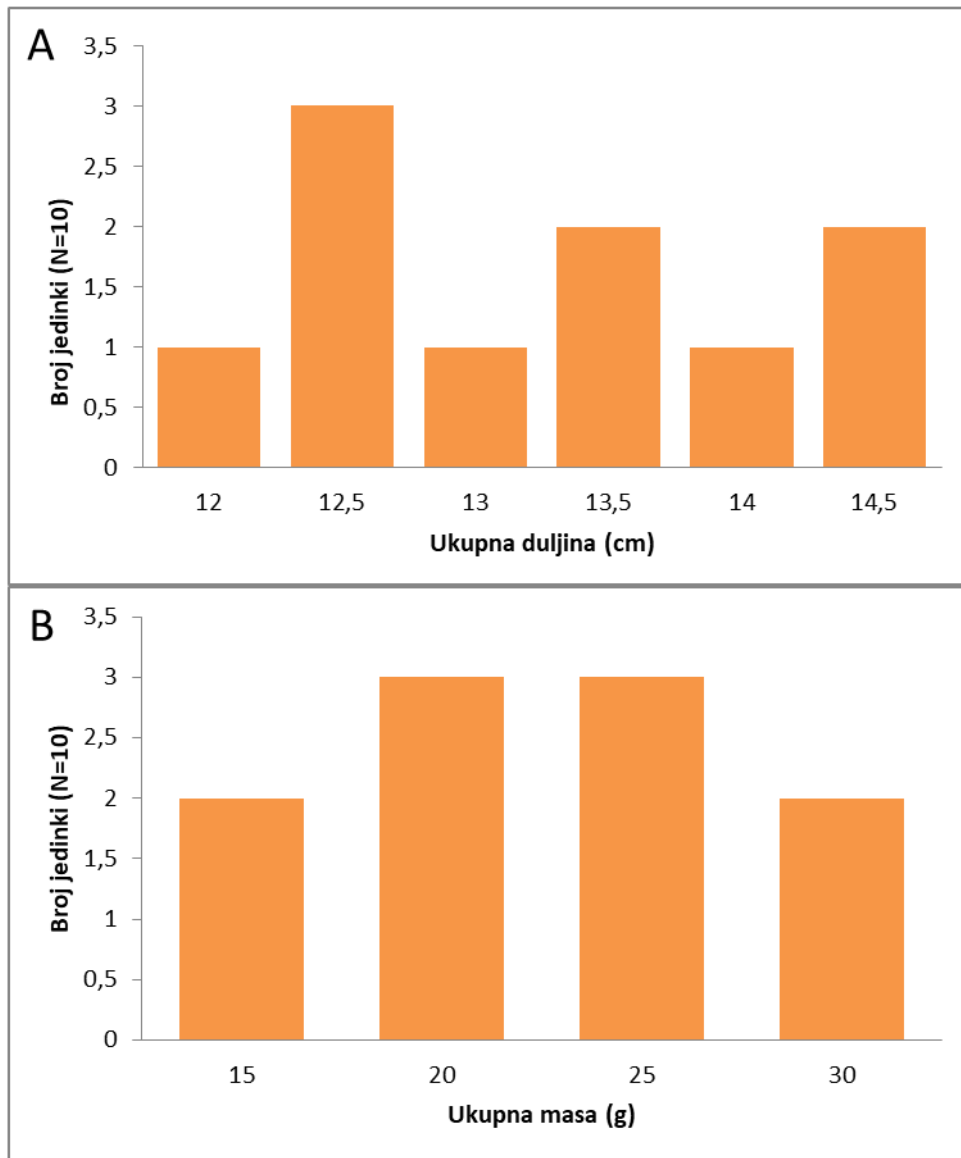 A
3,5
3
2,5
2
1,5
1
0,5
0
Broj jedinki (N=10)
12 12,5 13 13,5 14 14,5
Ukupna duljina (cm)
B
3,5
3
2,5
2
1,5
1
0,5
0
Broj jedinki (N=10)
15 20 25 30
Ukupna masa (g)